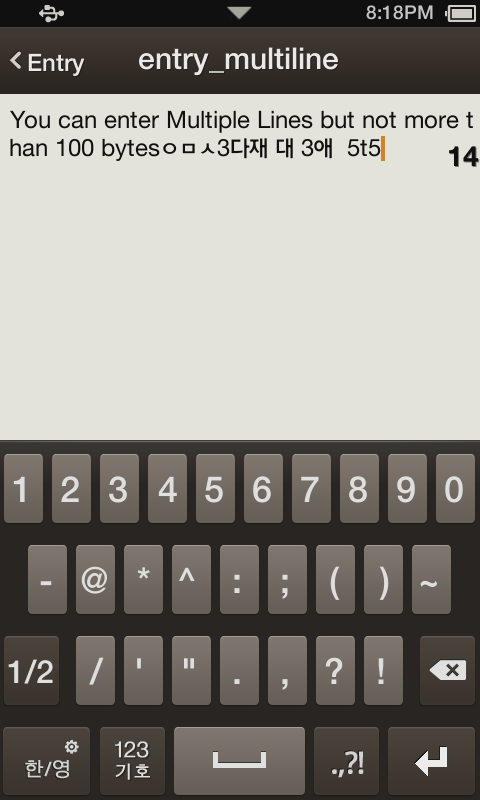 8:18PM
Entry
entry_multiline
You can enter Multiple Lines but not more t
han 100 bytesㅇㅁㅅ3다재 대 3애  5t5
14
1 2 3 4 5 6 7 8 9 0
- @ * ^ : ; ( ) ~
1/2 / ' " . , ? !
한/영 123 .,?!
기호